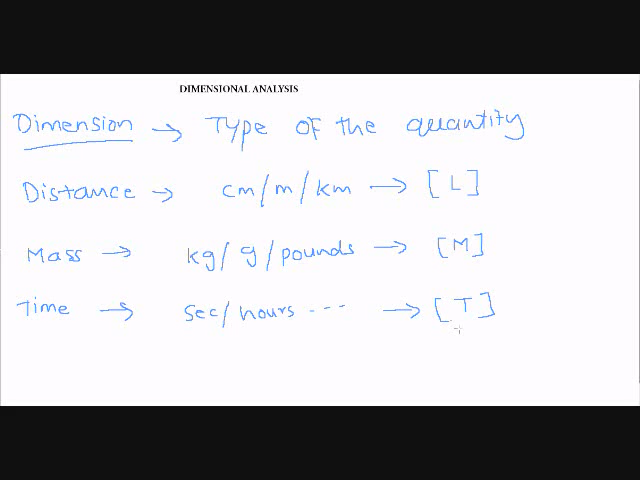 DIMENSIONAL ANALYSIS
Dimension → Type of the quantity
Distance → cm/m/km → [L]
Mass → kg/g/pounds → [M]
Time → sec/hours --- → [T]